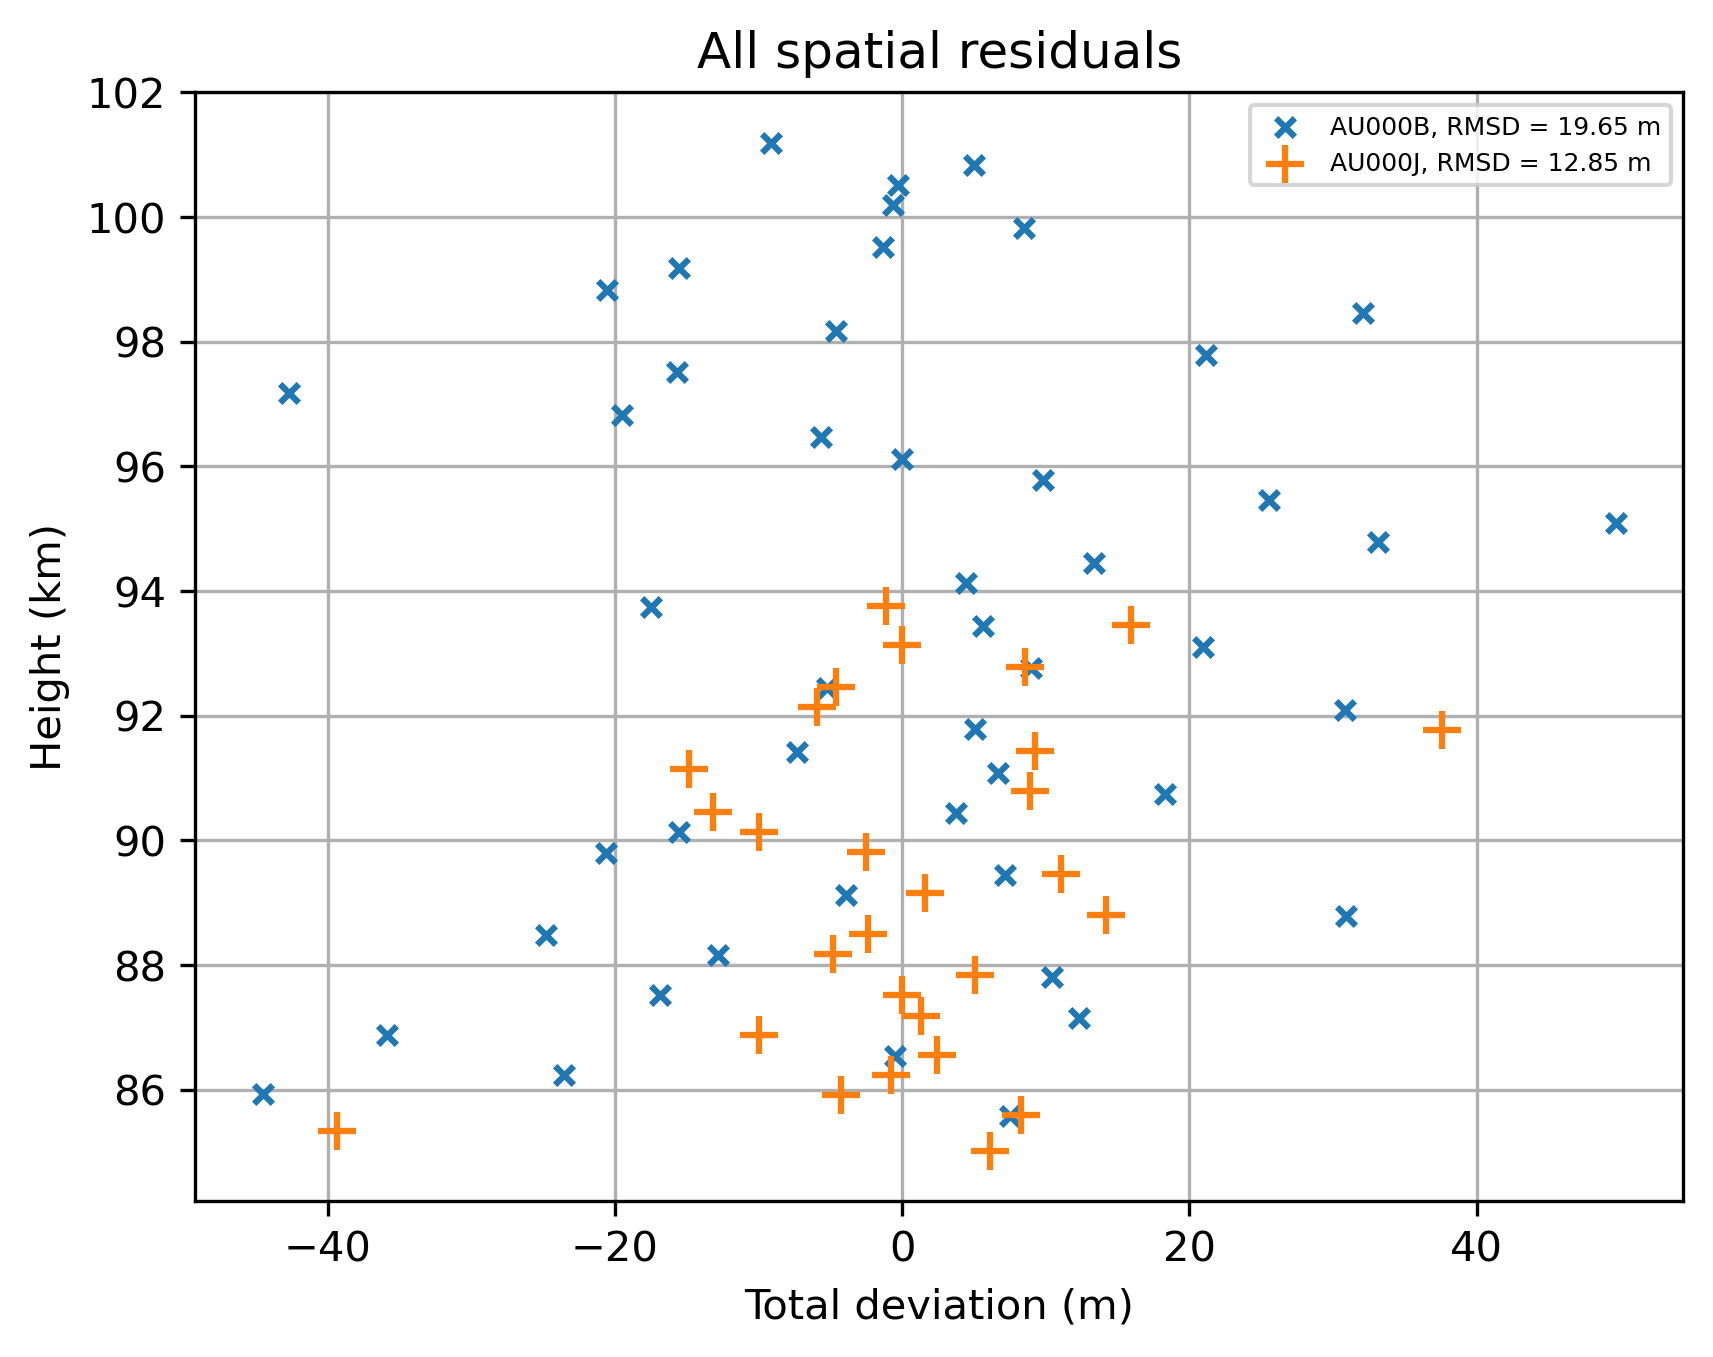 All spatial residuals
AU000B, RMSD = 19.65 m
AU000J, RMSD = 12.85 m
102
100
98
96
94
92
90
88
86
Height (km)
−40 −20 0 20 40
Total deviation (m)